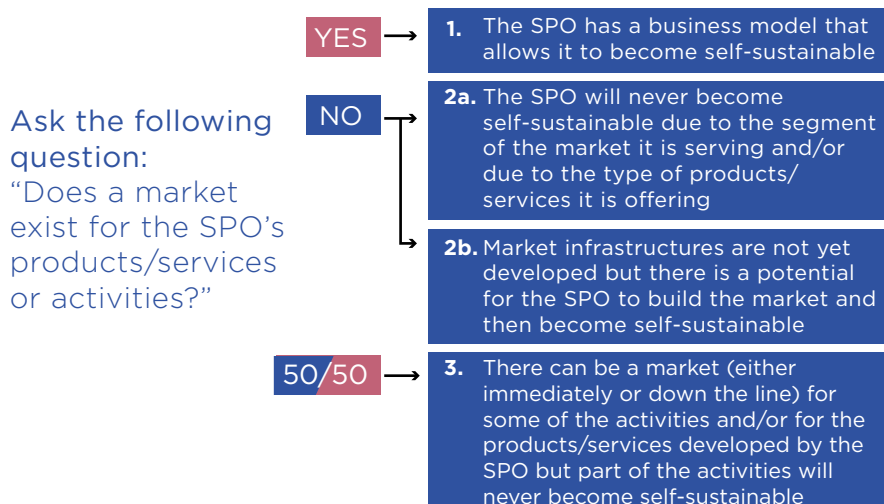 Ask the following
question:
“Does a market
exist for the SPO’s
products/services
or activities?”
YES
1. The SPO has a business model that
allows it to become self-sustainable
NO
2a. The SPO will never become
self-sustainable due to the segment
of the market it is serving and/or
due to the type of products/
services it is offering
2b. Market infrastructures are not yet
developed but there is a potential
for the SPO to build the market and
then become self-sustainable
50/50
3. There can be a market (either
immediately or down the line) for
some of the activities and/or for the
products/services developed by the
SPO but part of the activities will
never become self-sustainable